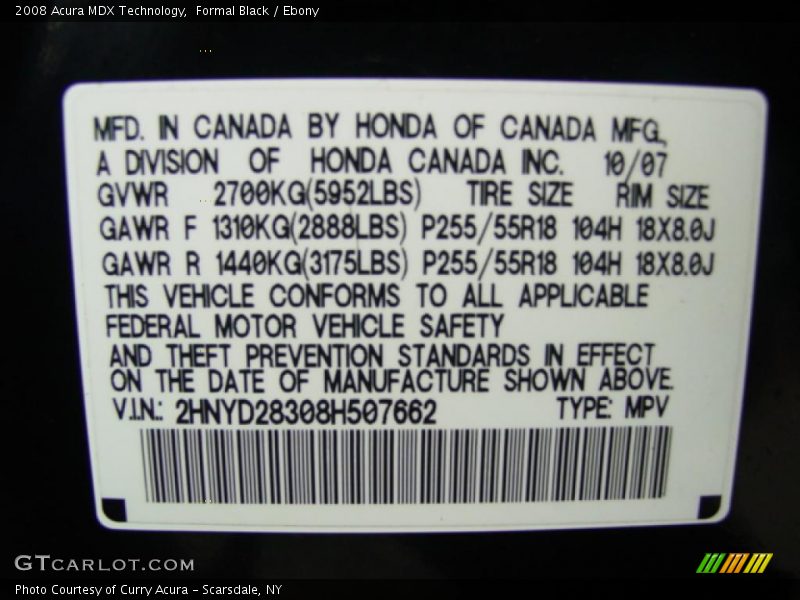 2008 Acura MDX Technology,  Formal Black / Ebony
MFD. IN CANADA BY HONDA OF CANADA MFG.,
A DIVISION OF HONDA CANADA INC. 10/07
GVWR 2700KG(5952LBS) TIRE SIZE RIM SIZE
GAWR F 1310KG(2888LBS) P255/55R18 104H 18X8.0J
GAWR R 1440KG(3175LBS) P255/55R18 104H 18X8.0J
THIS VEHICLE CONFORMS TO ALL APPLICABLE
FEDERAL MOTOR VEHICLE SAFETY
AND THEFT PREVENTION STANDARDS IN EFFECT
ON THE DATE OF MANUFACTURE SHOWN ABOVE.
V.I.N.: 2HNYD28308H507662 TYPE: MPV
GTCARLOT.COM
Photo Courtesy of Curry Acura - Scarsdale, NY